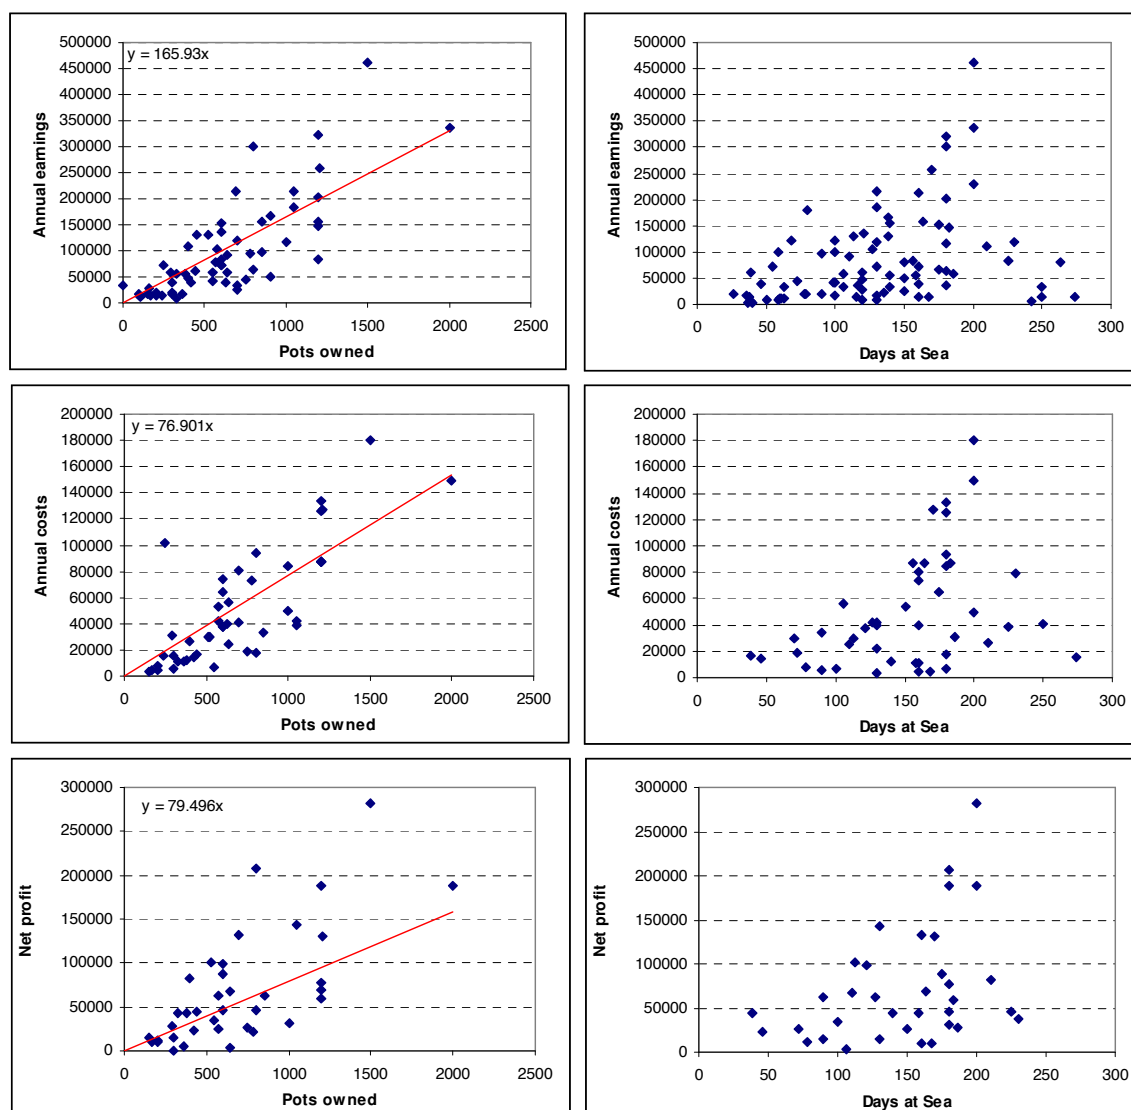 y = 165.93x
500000
450000
400000
350000
300000
250000
200000
150000
100000
50000
0
0 500 1000 1500 2000 2500
Pots owned
Annual earnings
500000
450000
400000
350000
300000
250000
200000
150000
100000
50000
0
0 50 100 150 200 250 300
Days at Sea
Annual earnings
y = 76.901x
200000
180000
160000
140000
120000
100000
80000
60000
40000
20000
0
0 500 1000 1500 2000 2500
Pots owned
Annual costs
200000
180000
160000
140000
120000
100000
80000
60000
40000
20000
0
0 50 100 150 200 250 300
Days at Sea
Annual costs
y = 79.496x
300000
250000
200000
150000
100000
50000
0
0 500 1000 1500 2000 2500
Pots owned
Net profit
300000
250000
200000
150000
100000
50000
0
0 50 100 150 200 250 300
Days at Sea
Net profit